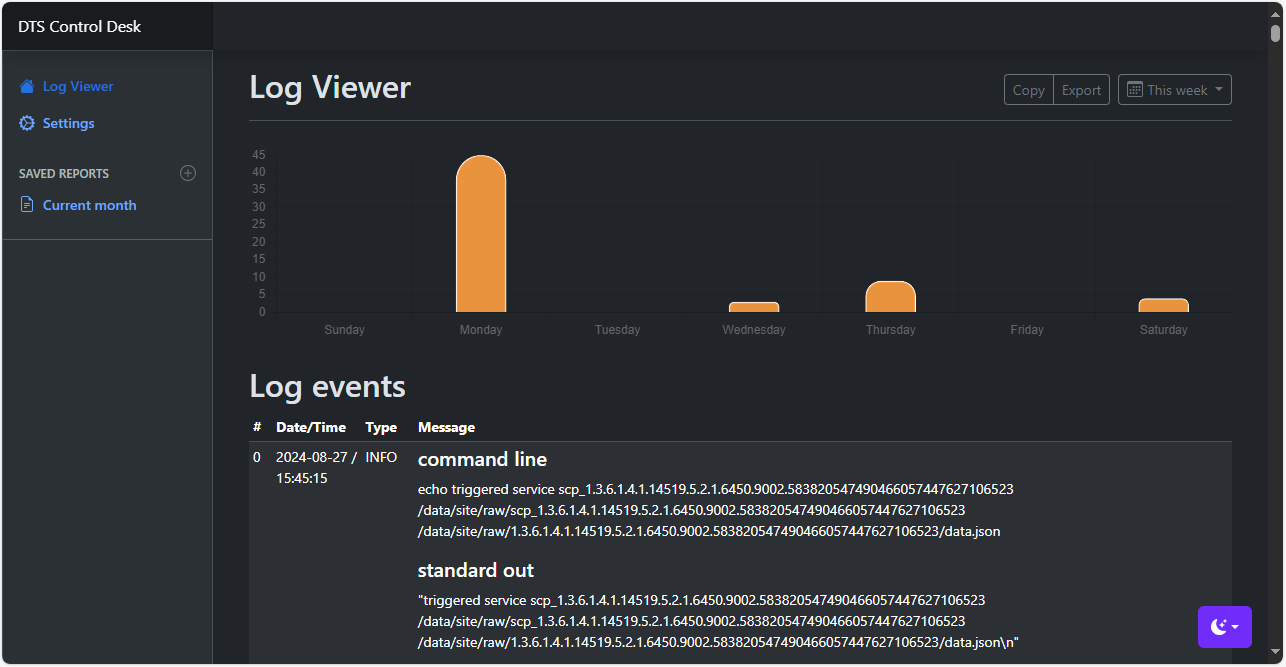 DTS Control Desk
Log Viewer
Settings
SAVED REPORTS
Current month
Log Viewer
Copy Export This week
45
40
35
30
25
20
15
10
5
0
Sunday Monday Tuesday Wednesday Thursday Friday Saturday
Log events
# Date/Time Type Message
0 2024-08-27 / INFO command line
15:45:15
echo triggered service scp_1.3.6.1.4.1.14519.5.2.1.6450.9002.583820547490466057447627106523
/data/site/raw/scp_1.3.6.1.4.1.14519.5.2.1.6450.9002.583820547490466057447627106523
/data/site/raw/1.3.6.1.4.1.14519.5.2.1.6450.9002.583820547490466057447627106523/data.json
standard out
"triggered service scp_1.3.6.1.4.1.14519.5.2.1.6450.9002.583820547490466057447627106523
/data/site/raw/scp_1.3.6.1.4.1.14519.5.2.1.6450.9002.583820547490466057447627106523
/data/site/raw/1.3.6.1.4.1.14519.5.2.1.6450.9002.583820547490466057447627106523/data.json\n"